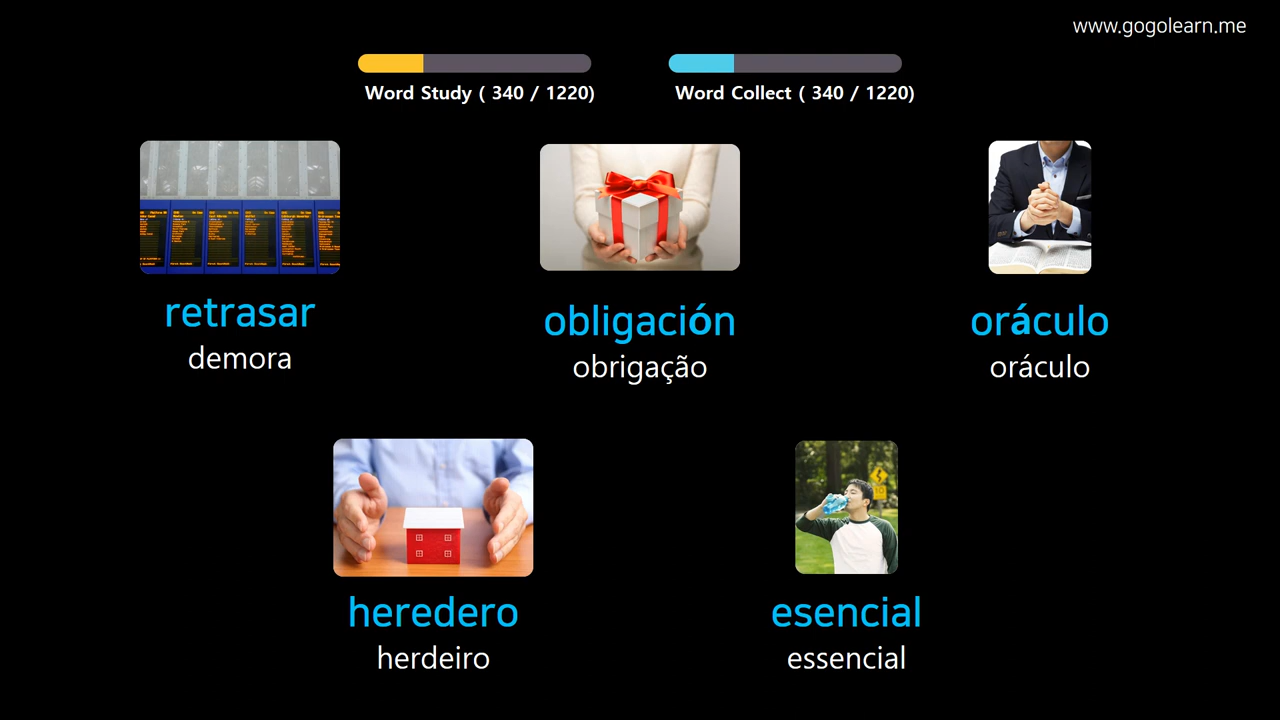 www.gogolearn.me
Word Study ( 340 / 1220)
Word Collect ( 340 / 1220)
retrasar
demora
obligación
obrigação
oráculo
oráculo
heredero
herdeiro
esencial
essencial